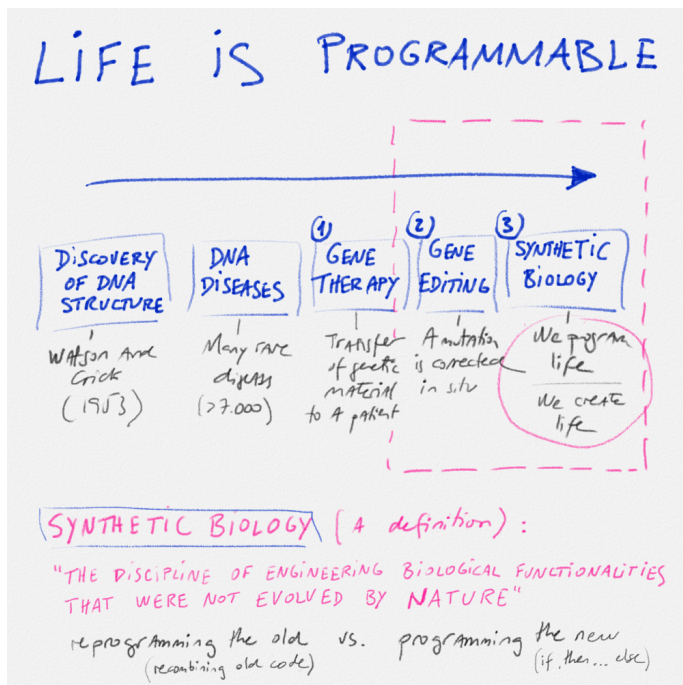 LiFE iS PROGRAMMABLE
1
2
3
DISCOVERY
OF DNA
STRUCTURE
DNA
DISEASES
GENE
THERAPY
GENE
EDITING
SYNTHETIC
BIOLOGY
Watson And
Crick
(1953)
Many rare
diseases
(>7.000)
Transfer
of genetic
material
to A patient
A mutation
is corrected
in situ
We program
life
We create
life
SYNTHETIC BIOLOGY (A definition):
"THE DISCIPLINE OF ENGINEERING BIOLOGICAL FUNCTIONALITIES
THAT WERE NOT EVOLVED BY NATURE"
reprogramming the old vs. programming the new
(recombining old code) (if, then... else)